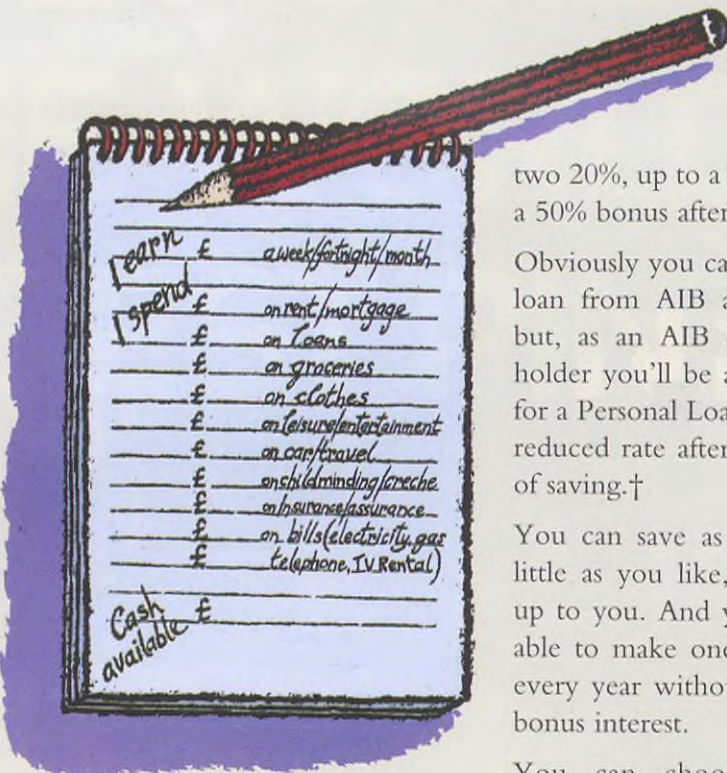 I earn £ a week/fortnight/month
I spend £ on rent/mortgage
£ on loans
£ on groceries
£ on clothes
£ on leisure/entertainment
£ on car/travel
£ on childminding/creche
£ on insurance/assurance
£ on bills (electricity, gas
£ telephone, TV Rental)
Cash
available £
two 20%, up to a
a 50% bonus after
Obviously you ca
loan from AIB a
but, as an AIB
holder you'll be a
for a Personal Loa
reduced rate after
of saving.†
You can save as
little as you like,
up to you. And y
able to make one
every year withou
bonus interest.
You can choo